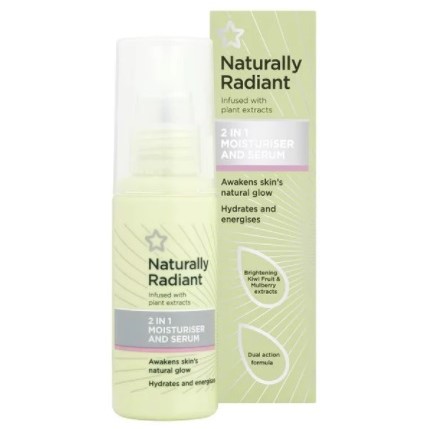 Naturally
Radiant
Infused with
plant extracts
2 IN 1
MOISTURISER
AND SERUM
Awakens skin's
natural glow
Hydrates and energises
Naturally
Radiant
Infused with
plant extracts
2 IN 1
MOISTURISER
AND SERUM
Awakens skin's
natural glow
Hydrates and
energises
Brightening
Kiwi Fruit &
Mulberry
extracts
Dual action
formula